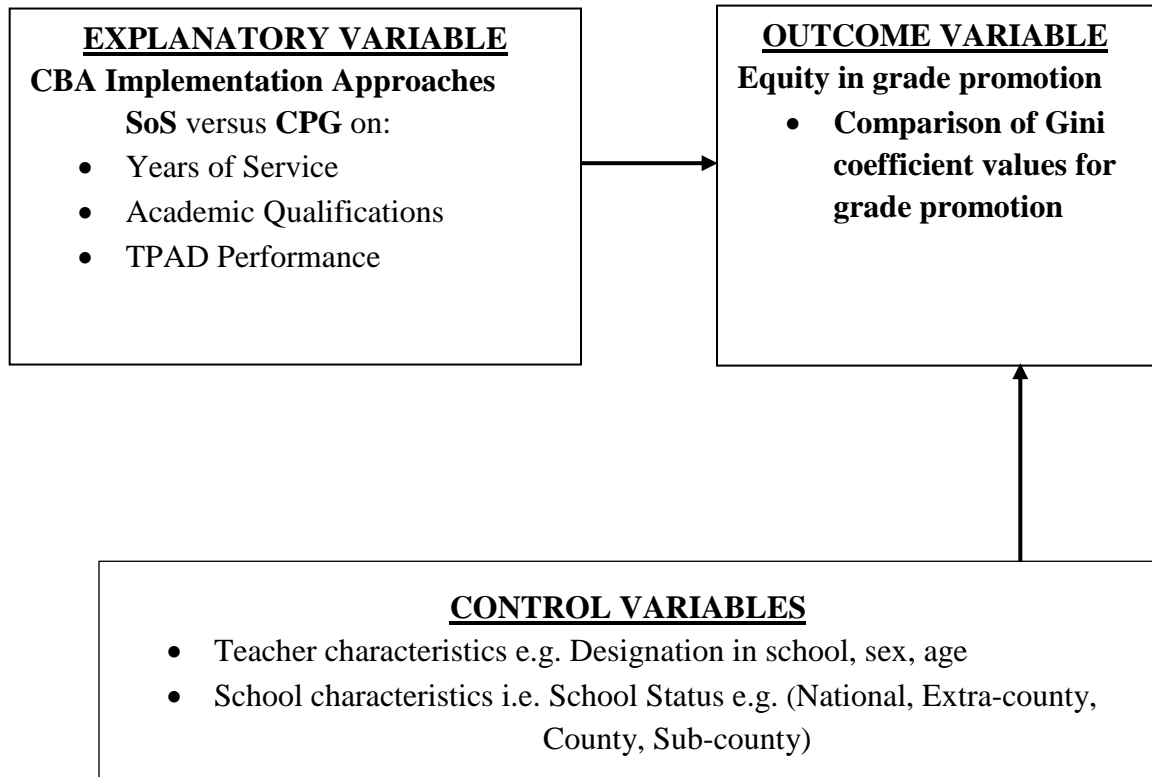 EXPLANATORY VARIABLE
CBA Implementation Approaches
SoS versus CPG on:
• Years of Service
• Academic Qualifications
• TPAD Performance
OUTCOME VARIABLE
Equity in grade promotion
• Comparison of Gini
coefficient values for
grade promotion
CONTROL VARIABLES
• Teacher characteristics e.g. Designation in school, sex, age
• School characteristics i.e. School Status e.g. (National, Extra-county,
County, Sub-county)